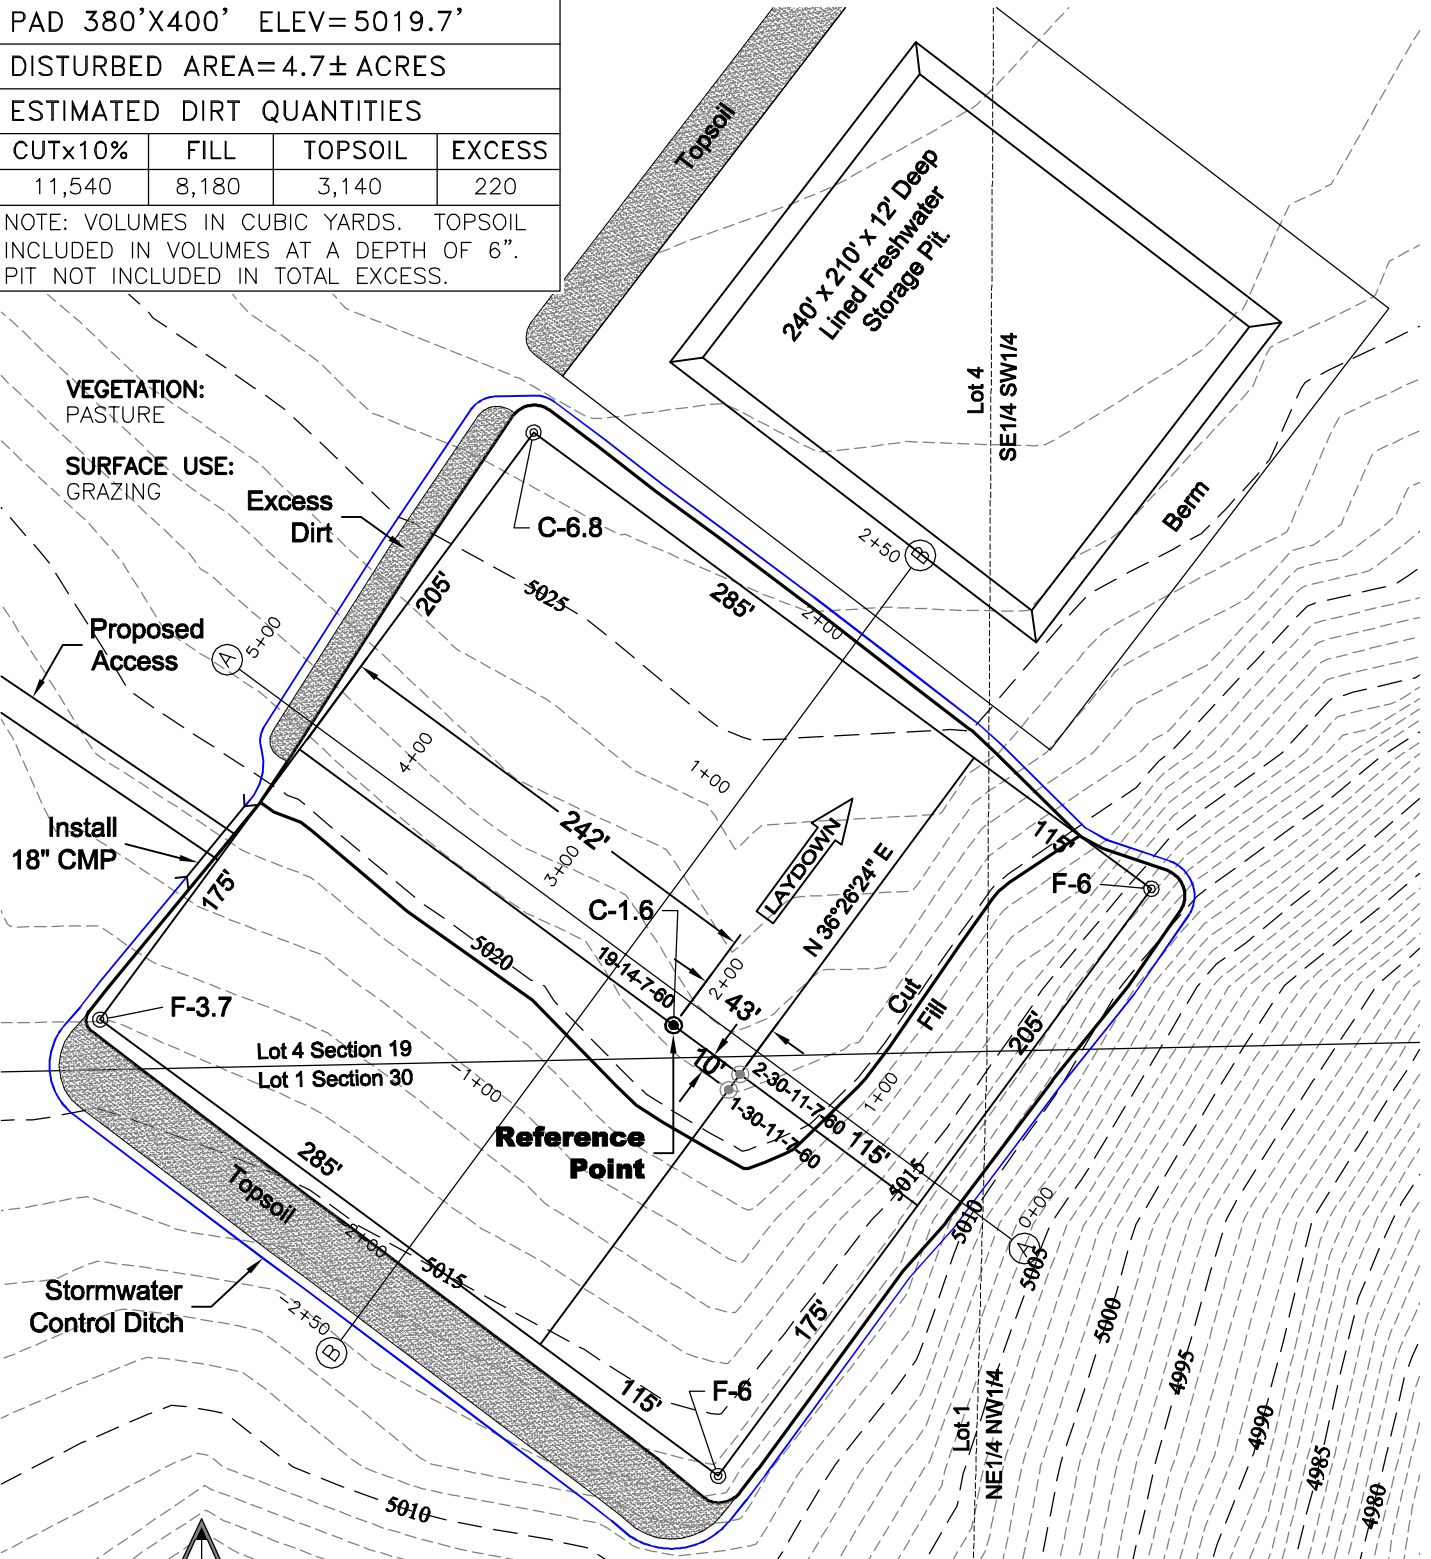 PAD 380'X400' ELEV=5019.7'
DISTURBED AREA=4.7± ACRES
ESTIMATED DIRT QUANTITIES
CUTx10% FILL TOPSOIL EXCESS
11,540 8,180 3,140 220
NOTE: VOLUMES IN CUBIC YARDS. TOPSOIL
INCLUDED IN VOLUMES AT A DEPTH OF 6".
PIT NOT INCLUDED IN TOTAL EXCESS.
Topsoil
240' x 210' x 12' Deep
Lined Freshwater
Storage Pit.
Lot 4
SE1/4 SW1/4
Berm
VEGETATION:
PASTURE
SURFACE USE:
GRAZING
Excess
Dirt
C-6.8
205'
5025
285'
2+50
B
2+00
Proposed
Access
A
5+00
4+00
1+00
Install
18" CMP
175'
242'
3+00
LAYDOWN
N 36°26'24" E
115'
F-6
C-1.6
5020
19-14-7-60
2+00
43'
Cut
Fill
F-3.7
205'
Lot 4 Section 19
Lot 1 Section 30
10'
-1+00
2-30-11-7-60
1-30-11-7-60
1+00
Reference
Point
115'
285'
5015
Topsoil
-2+00
5015
5010
A
0+00
5005
Stormwater
Control Ditch
-2+50
B
175'
5000
4995
115'
F-6
Lot 1
NE1/4 NW1/4
4990
4985
4980
5010